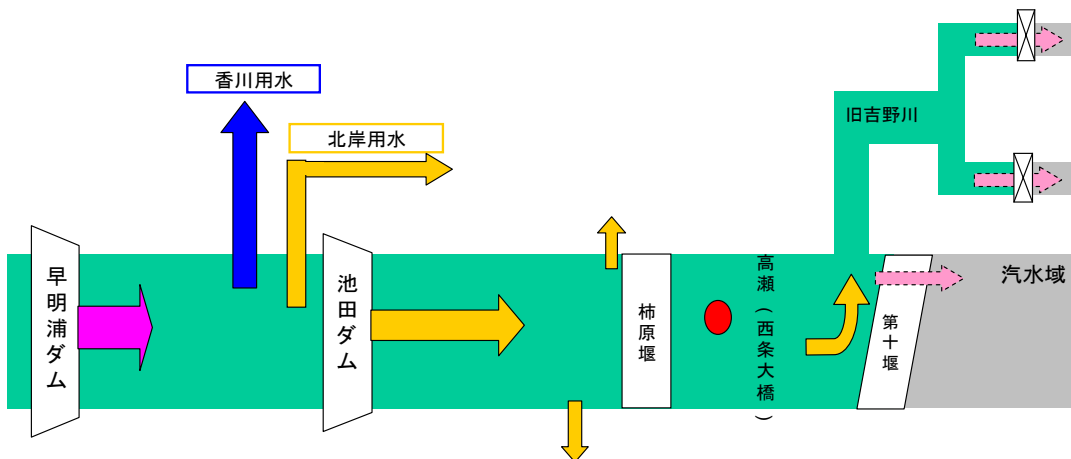 香川用水
北岸用水
旧吉野川
早明浦ダム
池田ダム
柿原堰
高瀬(西条大橋)
第十堰
汽水域